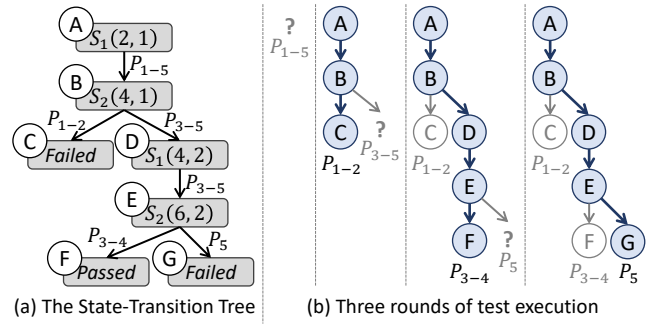 A
S₁(2, 1)
P₁₋₅
B
S₂(4, 1)
P₁₋₂
P₃₋₅
C
Failed
D
S₁(4, 2)
P₃₋₅
E
S₂(6, 2)
P₃₋₄
P₅
F
Passed
G
Failed
(a) The State-Transition Tree
?
P₁₋₅
A
B
C
P₁₋₂
?
P₃₋₅
A
B
C
P₁₋₂
D
E
F
P₃₋₄
?
P₅
A
B
C
P₁₋₂
D
E
F
P₃₋₄
G
P₅
(b) Three rounds of test execution